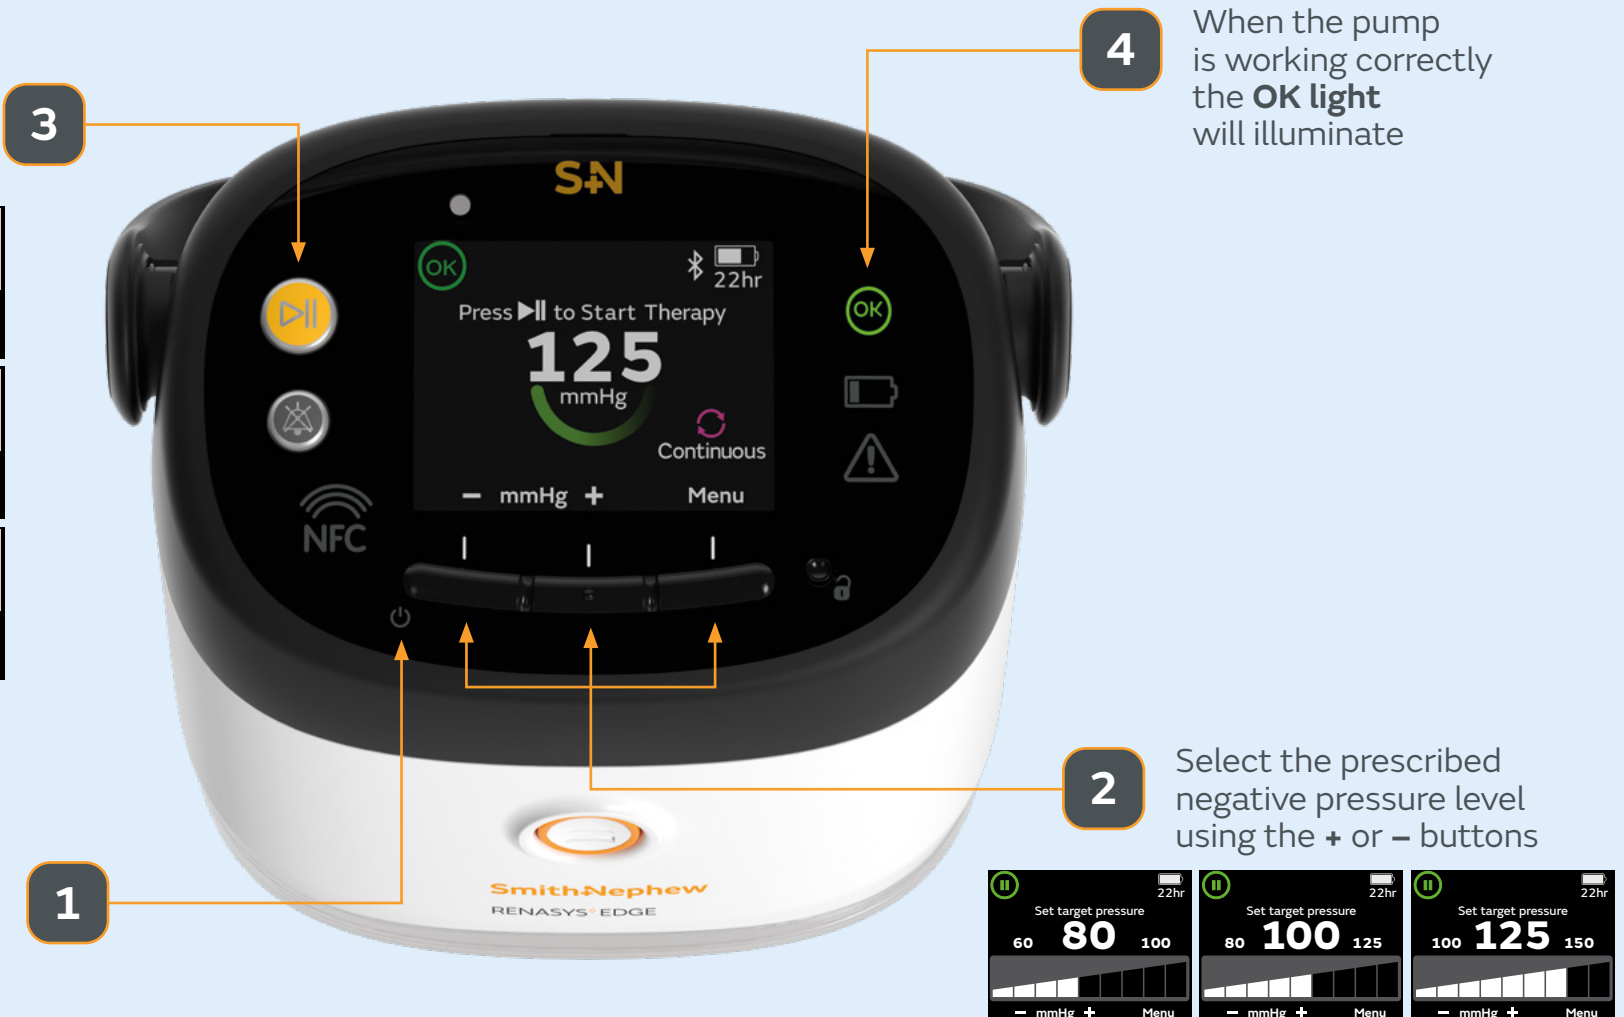 4
When the pump
is working correctly
the OK light
will illuminate
3
S+N
OK
22hr
Press to Start Therapy
125
mmHg
Continuous
– mmHg + Menu
OK
NFC
2
Select the prescribed
negative pressure level
using the + or – buttons
1
Smith+Nephew
RENASYS® EDGE
22hr
Set target pressure
60 80 100
– mmHg + Menu
22hr
Set target pressure
80 100 125
– mmHg + Menu
22hr
Set target pressure
100 125 150
– mmHg + Menu